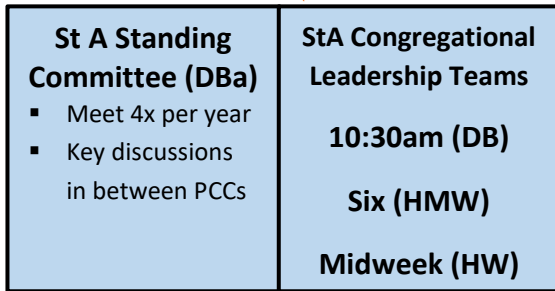 St A Standing
Committee (DBa)
▪ Meet 4x per year
▪ Key discussions
in between PCCs
StA Congregational
Leadership Teams
10:30am (DB)
Six (HMW)
Midweek (HW)